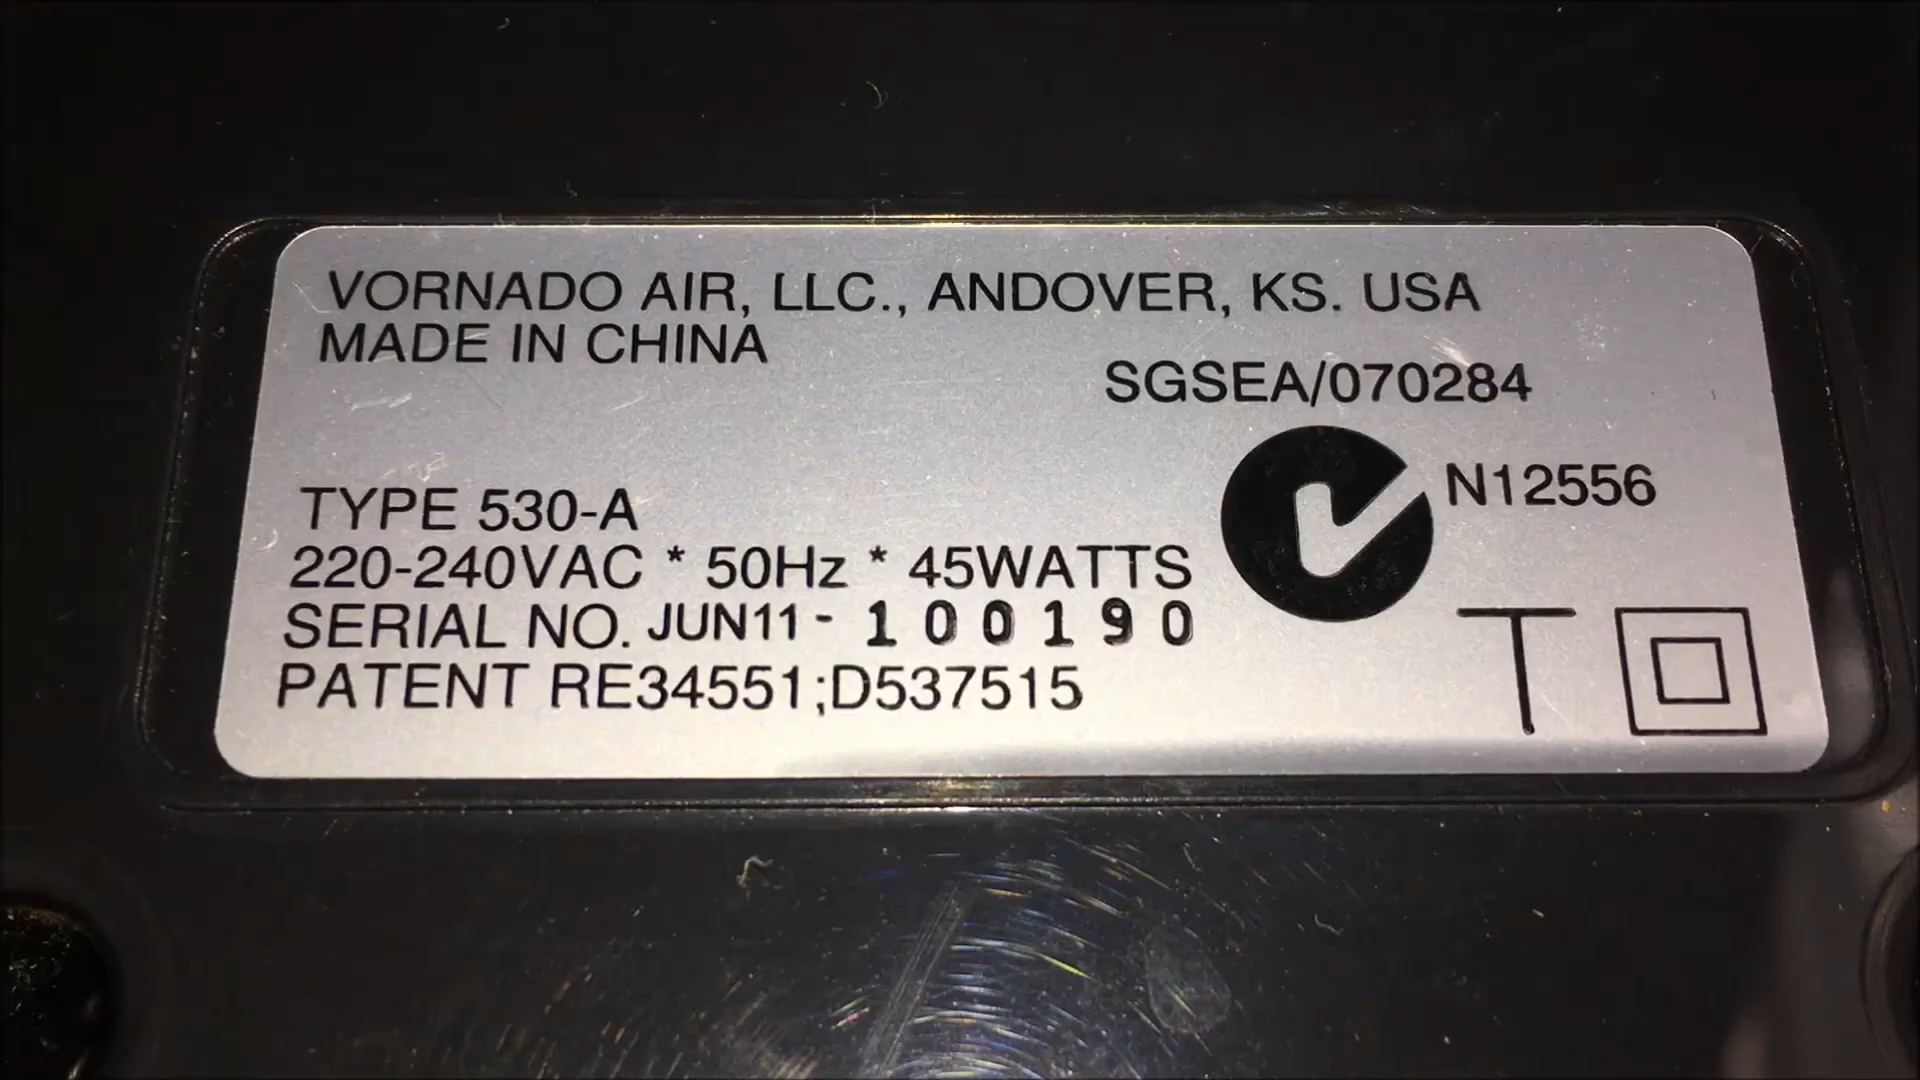 VORNADO AIR, LLC., ANDOVER, KS. USA
MADE IN CHINA
SGSEA/070284
N12556
TYPE 530-A
220-240VAC * 50Hz * 45WATTS
SERIAL NO. JUN11- 100190
PATENT RE34551;D537515
T